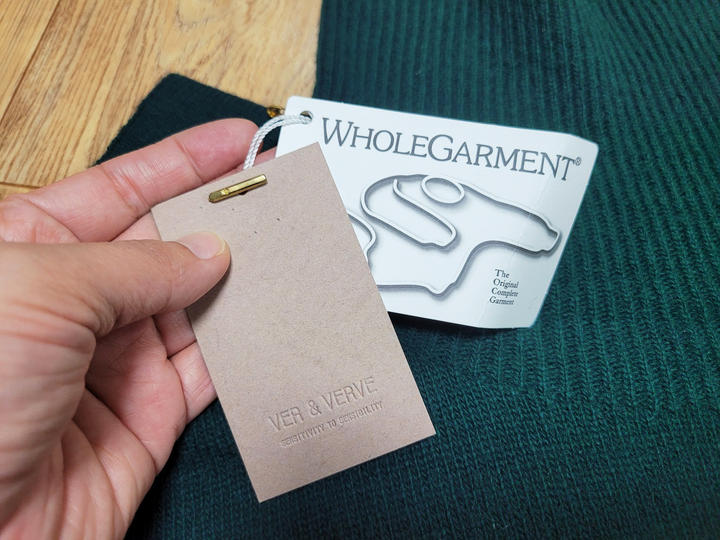 WHOLEGARMENT®
The
Original
Complete
Garment
VER & VERVE
SENSITIVITY TO SENSIBILITY